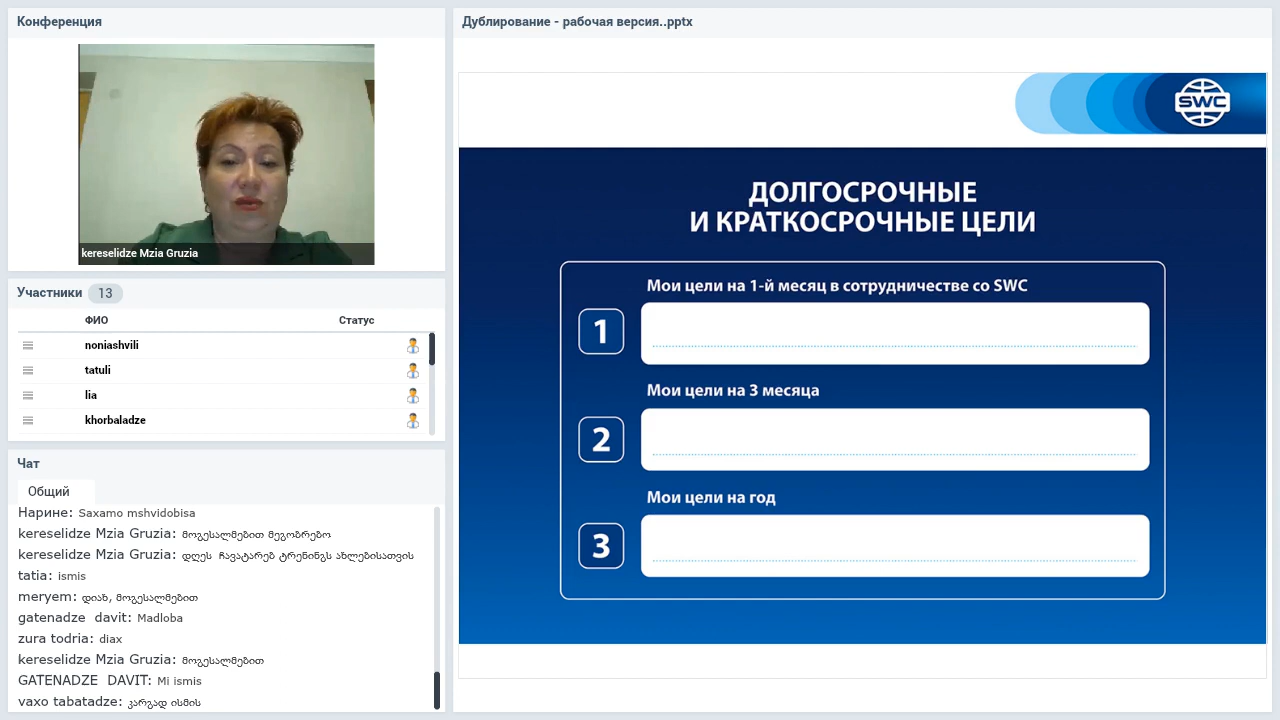 Конференция
kereselidze Mzia Gruzia
Участники 13
ФИО Статус
noniashvili
tatuli
lia
khorbaladze
Чат
Общий
Нарине: Saxamo mshvidobisa
kereselidze Mzia Gruzia: მოგესალმებით მეგობრებო
kereselidze Mzia Gruzia: დღეს ჩავატარებ ტრენინგს ახლებისათვის
tatia: ismis
meryem: დიახ, მოგესალმებით
gatenadze davit: Madloba
zura todria: diax
kereselidze Mzia Gruzia: მოგესალმებით
GATENADZE DAVIT: Mi ismis
vaxo tabatadze: კარგად ისმის
Дублирование - рабочая версия..pptx
SWC
ДОЛГОСРОЧНЫЕ
И КРАТКОСРОЧНЫЕ ЦЕЛИ
Мои цели на 1-й месяц в сотрудничестве со SWC
1
Мои цели на 3 месяца
2
Мои цели на год
3